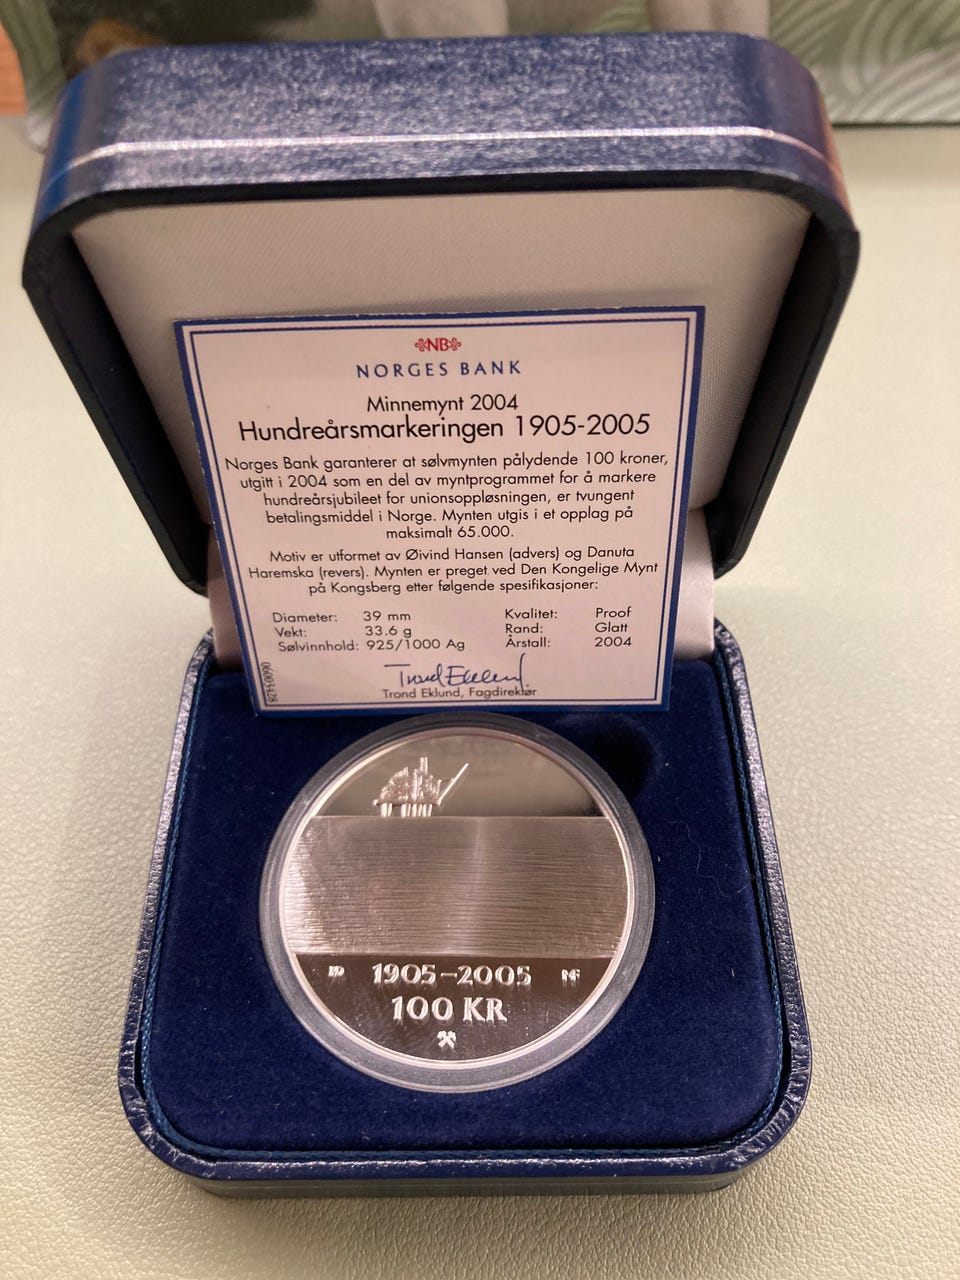 NB
NORGES BANK
Minnemynt 2004
Hundreårsmarkeringen 1905-2005
Norges Bank garanterer at sølvmynten pålydende 100 kroner,
utgitt i 2004 som en del av myntprogrammet for å markere
hundreårsjubileet for unionsoppløsningen, er tvungent
betalingsmiddel i Norge. Mynten utgis i et opplag på
maksimalt 65.000.
Motiv er utformet av Øivind Hansen (advers) og Danuta
Haremska (revers). Mynten er preget ved Den Kongelige Mynt
på Kongsberg etter følgende spesifikasjoner:
Diameter: 39 mm Kvalitet: Proof
Vekt: 33.6 g Rand: Glatt
Sølvinnhold: 925/1000 Ag Årstall: 2004
Trond Eklund
Trond Eklund, Fagdirektør
1905-2005
100 KR